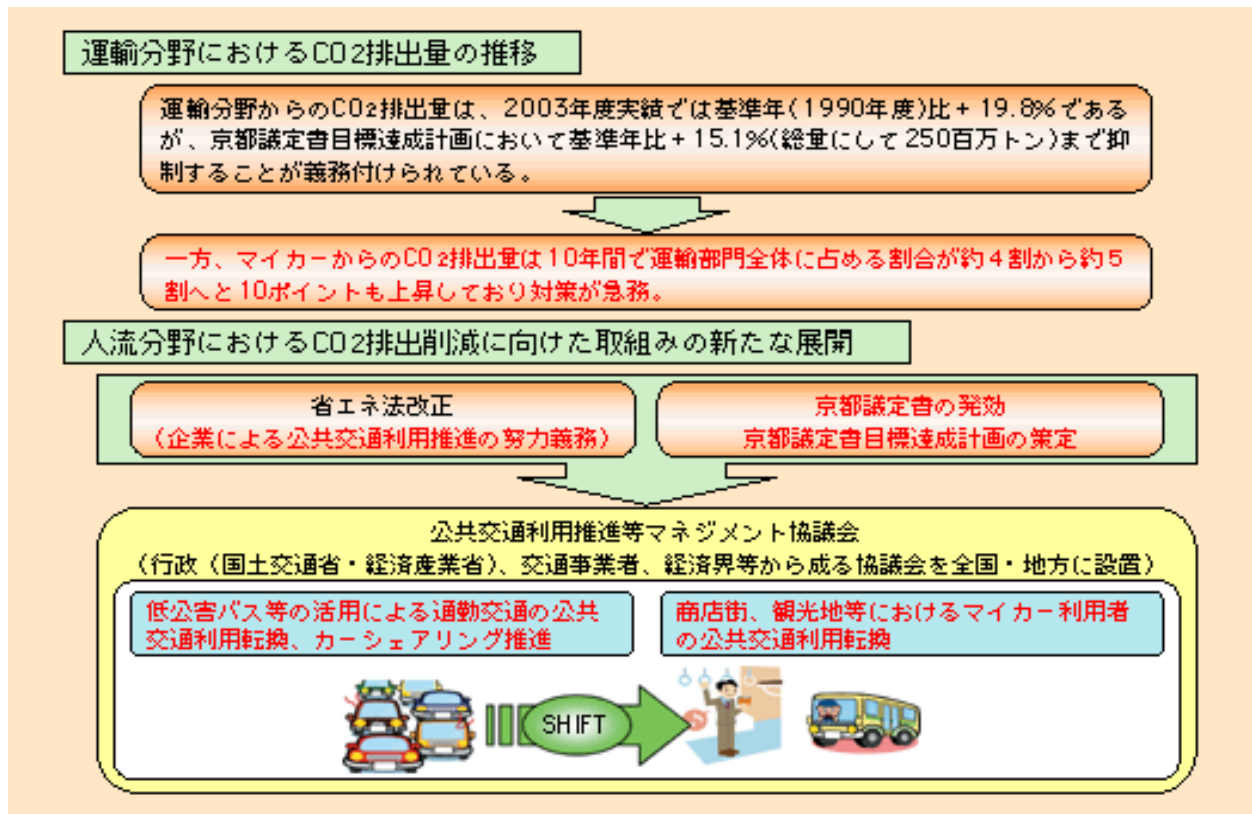 運輸分野におけるCO2排出量の推移
運輸分野からのCO2排出量は、2003年度実績では基準年(1990年度)比+19.8%である
が、京都議定書目標達成計画において基準年比+15.1%(総量にして250百万トン)まで抑
制することが義務付けられている。
一方、マイカーからのCO2排出量は10年間で運輸部門全体に占める割合が約4割から約5
割へと10ポイントも上昇しており対策が急務。
人流分野におけるCO2排出削減に向けた取組みの新たな展開
省エネ法改正
(企業による公共交通利用推進の努力義務)
京都議定書の発効
京都議定書目標達成計画の策定
公共交通利用推進等マネジメント協議会
(行政(国土交通省・経済産業省)、交通事業者、経済界等から成る協議会を全国・地方に設置)
低公害バス等の活用による通勤交通の公共
交通利用転換、カーシェアリング推進
商店街、観光地等におけるマイカー利用者
の公共交通利用転換
SHIFT